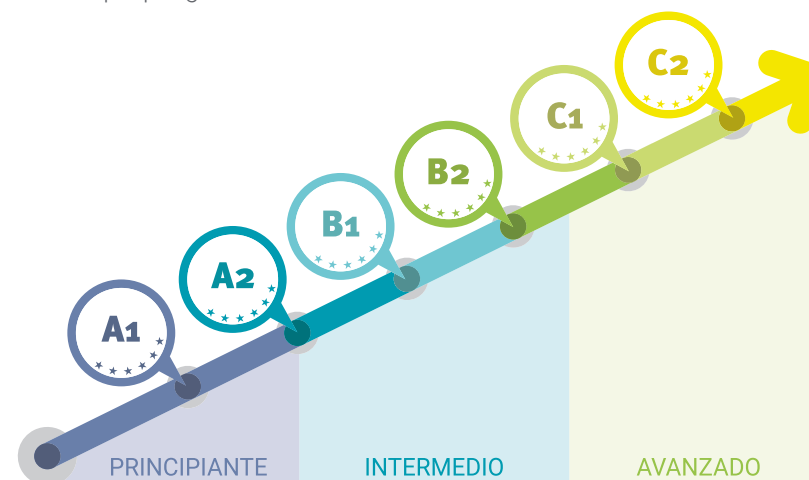 A1
A2
B1
B2
C1
C2
PRINCIPIANTE
INTERMEDIO
AVANZADO